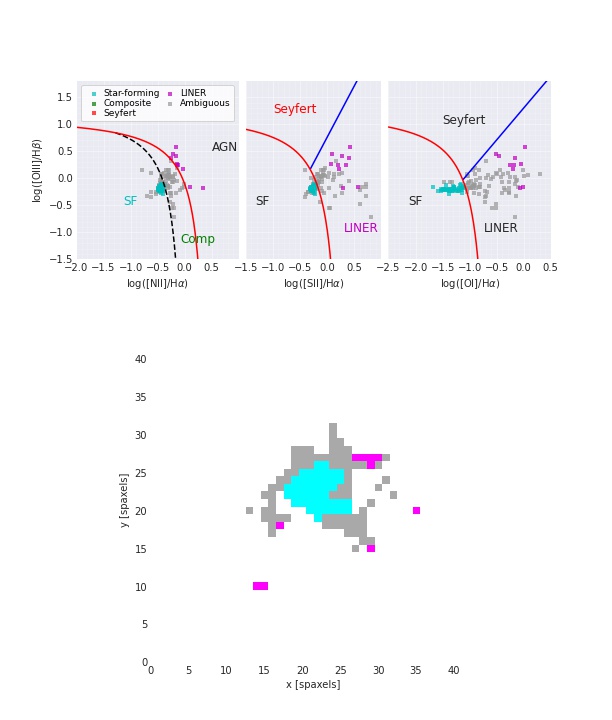 Star-forming LINER
Composite Ambiguous
Seyfert
AGN
SF
Comp
1.5
1.0
0.5
0.0
−0.5
−1.0
−1.5
log([OIII]/Hβ)
−2.0 −1.5 −1.0 −0.5 0.0 0.5
log([NII]/Hα)
Seyfert
SF
LINER
−1.5 −1.0 −0.5 0.0 0.5
log([SII]/Hα)
Seyfert
SF
LINER
−2.5 −2.0 −1.5 −1.0 −0.5 0.0 0.5
log([OI]/Hα)
40
35
30
25
20
15
10
5
0
y [spaxels]
0 5 10 15 20 25 30 35 40
x [spaxels]